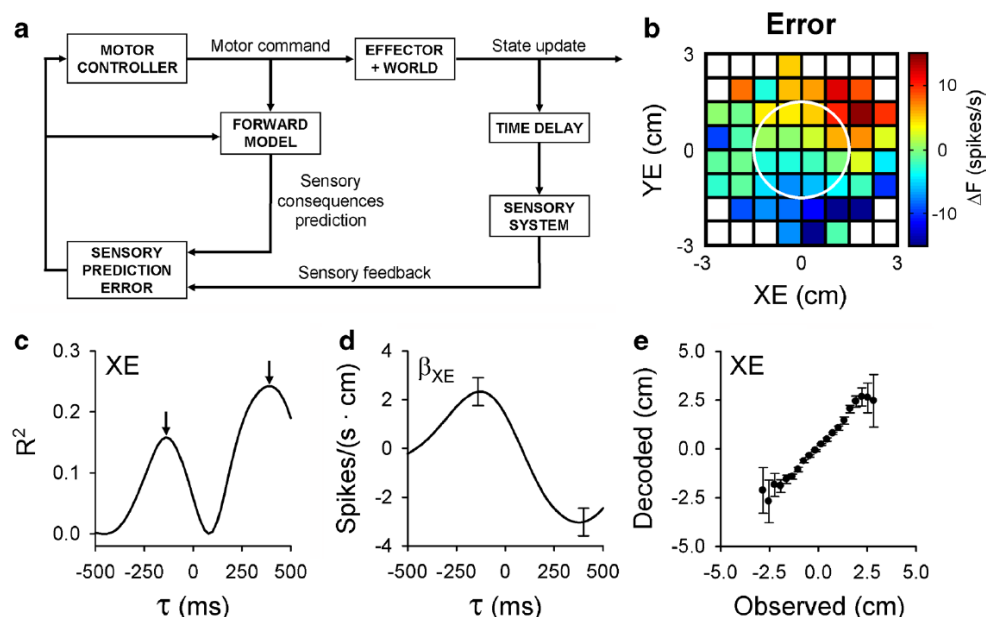 a
MOTOR
CONTROLLER
Motor command
EFFECTOR
+ WORLD
State update
FORWARD
MODEL
TIME DELAY
Sensory
consequences
prediction
SENSORY
SYSTEM
SENSORY
PREDICTION
ERROR
Sensory feedback
b
Error
YE (cm)
3
0
-3
-3
0
3
XE (cm)
10
0
-10
ΔF (spikes/s)
c
XE
R²
0.3
0.2
0.1
0.0
-500
-250
0
250
500
τ (ms)
d
βXE
Spikes/(s · cm)
4
2
0
-2
-4
-500
-250
0
250
500
τ (ms)
e
XE
Decoded (cm)
5.0
2.5
0.0
-2.5
-5.0
-5.0
-2.5
0.0
2.5
5.0
Observed (cm)